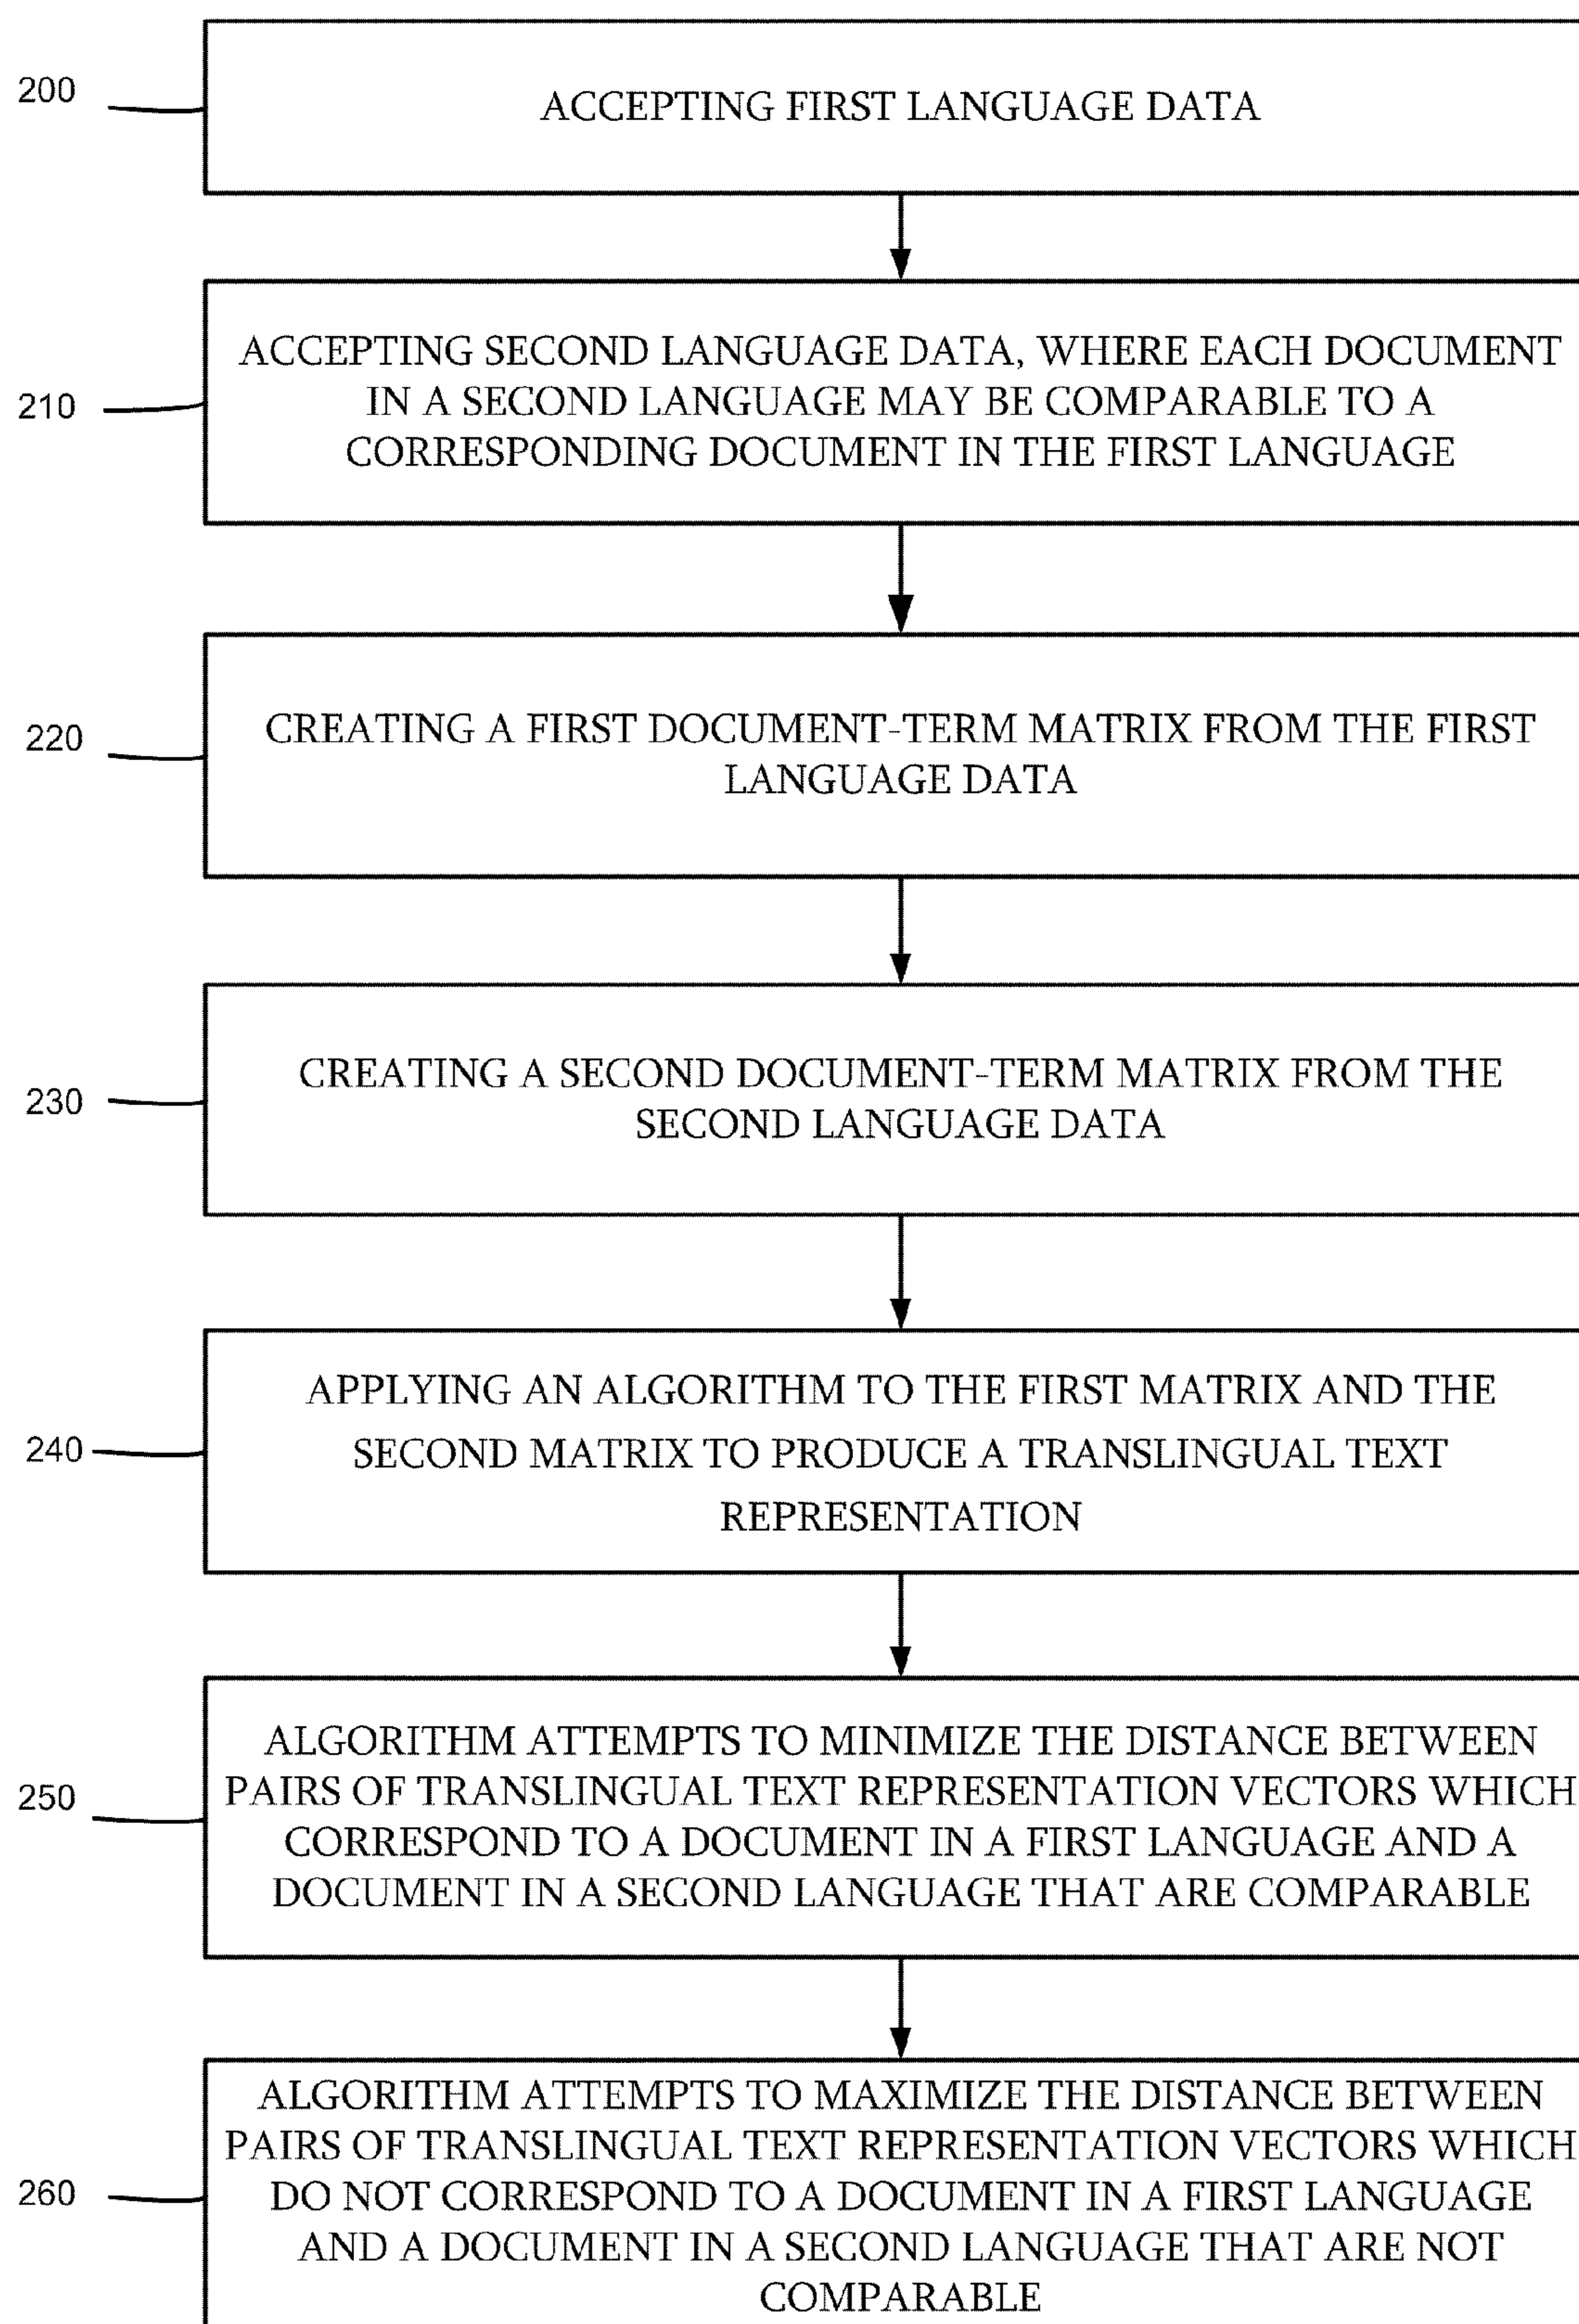 200
ACCEPTING FIRST LANGUAGE DATA
210
ACCEPTING SECOND LANGUAGE DATA, WHERE EACH DOCUMENT
IN A SECOND LANGUAGE MAY BE COMPARABLE TO A
CORRESPONDING DOCUMENT IN THE FIRST LANGUAGE
220
CREATING A FIRST DOCUMENT-TERM MATRIX FROM THE FIRST
LANGUAGE DATA
230
CREATING A SECOND DOCUMENT-TERM MATRIX FROM THE
SECOND LANGUAGE DATA
240
APPLYING AN ALGORITHM TO THE FIRST MATRIX AND THE
SECOND MATRIX TO PRODUCE A TRANSLINGUAL TEXT
REPRESENTATION
250
ALGORITHM ATTEMPTS TO MINIMIZE THE DISTANCE BETWEEN
PAIRS OF TRANSLINGUAL TEXT REPRESENTATION VECTORS WHICH
CORRESPOND TO A DOCUMENT IN A FIRST LANGUAGE AND A
DOCUMENT IN A SECOND LANGUAGE THAT ARE COMPARABLE
260
ALGORITHM ATTEMPTS TO MAXIMIZE THE DISTANCE BETWEEN
PAIRS OF TRANSLINGUAL TEXT REPRESENTATION VECTORS WHICH
DO NOT CORRESPOND TO A DOCUMENT IN A FIRST LANGUAGE
AND A DOCUMENT IN A SECOND LANGUAGE THAT ARE NOT
COMPARABLE